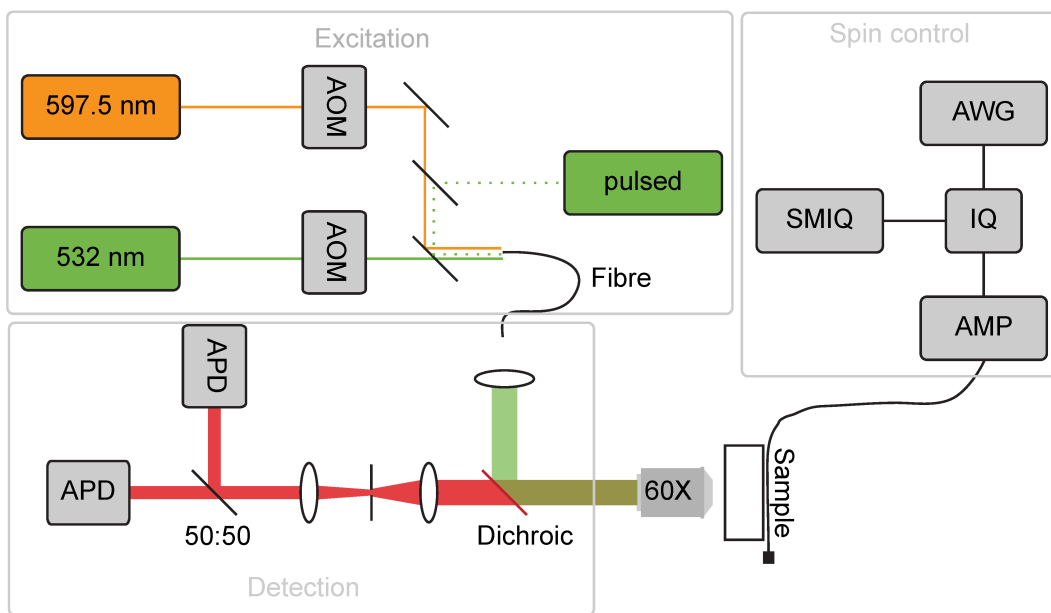 Excitation
597.5 nm
AOM
pulsed
532 nm
AOM
Fibre
Spin control
AWG
SMIQ
IQ
AMP
APD
APD
50:50
Dichroic
60X
Sample
Detection